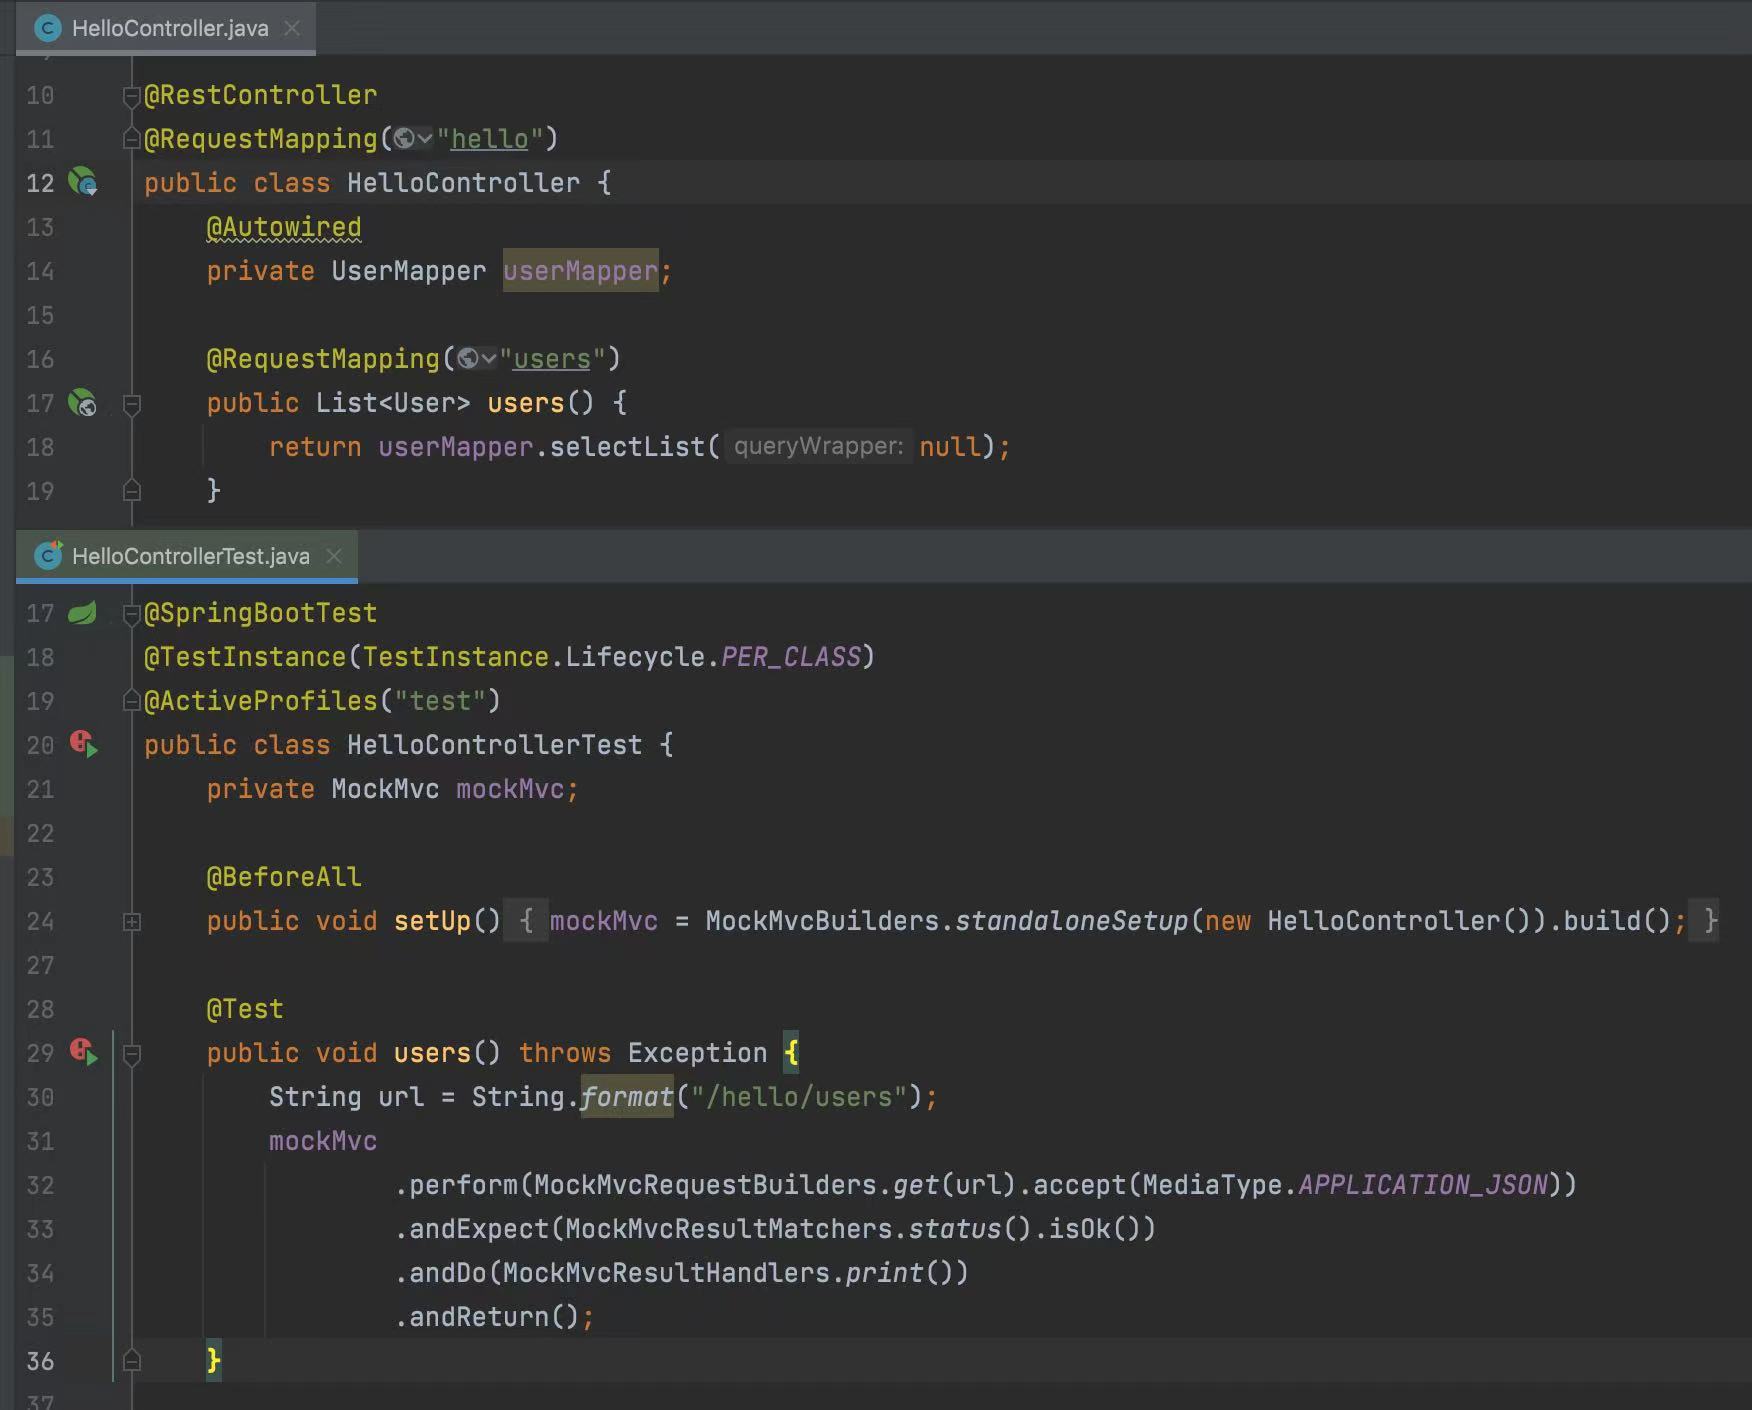 HelloController.java
10 @RestController
11 @RequestMapping("hello")
12 public class HelloController {
13 @Autowired
14 private UserMapper userMapper;
15
16 @RequestMapping("users")
17 public List<User> users() {
18 return userMapper.selectList( queryWrapper: null);
19 }
HelloControllerTest.java
17 @SpringBootTest
18 @TestInstance(TestInstance.Lifecycle.PER_CLASS)
19 @ActiveProfiles("test")
20 public class HelloControllerTest {
21 private MockMvc mockMvc;
22
23 @BeforeAll
24 public void setUp() { mockMvc = MockMvcBuilders.standaloneSetup(new HelloController()).build(); }
27
28 @Test
29 public void users() throws Exception {
30 String url = String.format("/hello/users");
31 mockMvc
32 .perform(MockMvcRequestBuilders.get(url).accept(MediaType.APPLICATION_JSON))
33 .andExpect(MockMvcResultMatchers.status().isOk())
34 .andDo(MockMvcResultHandlers.print())
35 .andReturn();
36 }
37